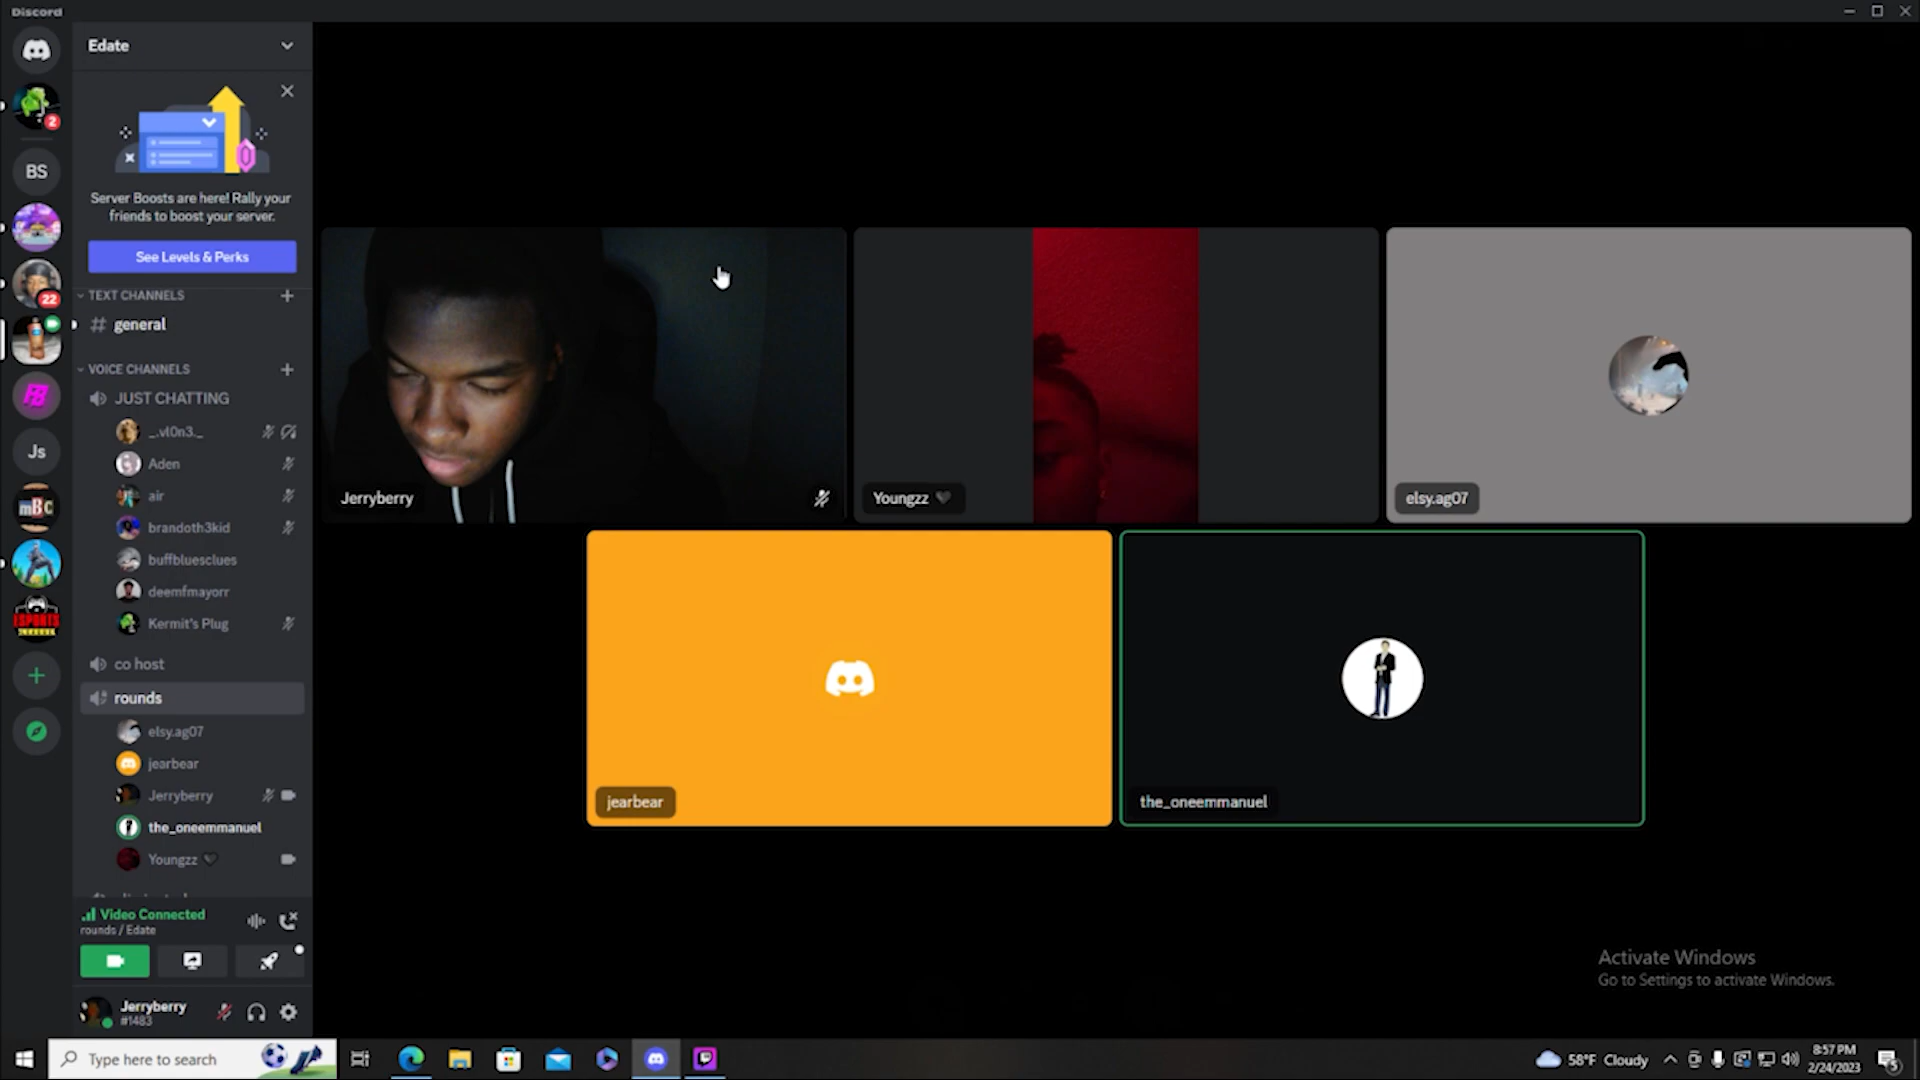 Discord
Edate
Server Boosts are here! Rally your
friends to boost your server.
See Levels & Perks
TEXT CHANNELS
general
VOICE CHANNELS
JUST CHATTING
_.vl0n3._
Aden
air
brandoth3kid
buffbluesclues
deemfmayorr
Kermit's Plug
co host
rounds
elsy.ag07
jearbear
Jerryberry
the_oneemmanuel
Youngzz
Video Connected
rounds / Edate
Jerryberry
#1483
2
BS
22
Js
mBC
ESPORTS
LEAGUE
Jerryberry
Youngzz
elsy.ag07
jearbear
the_oneemmanuel
Activate Windows
Go to Settings to activate Windows.
Type here to search
58°F Cloudy
8:57 PM
2/24/2023
5